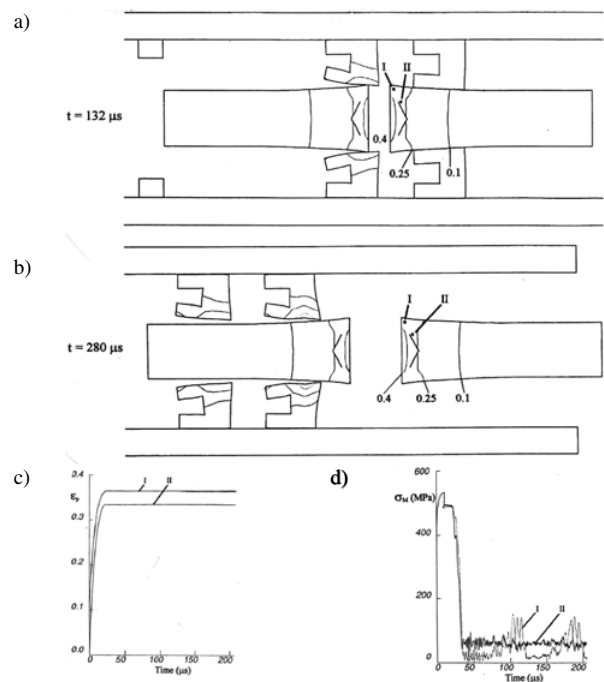 a)
t = 132 µs
I
II
0.4
0.25
0.1
b)
t = 280 µs
I
II
0.4
0.25
0.1
c)
0.4
εp
0.3
0.2
0.1
0.0
0
50
100
150
200
Time (µs)
I
II
d)
600
σM (MPa)
400
200
0
0
50
100
150
200
Time (µs)
I
II